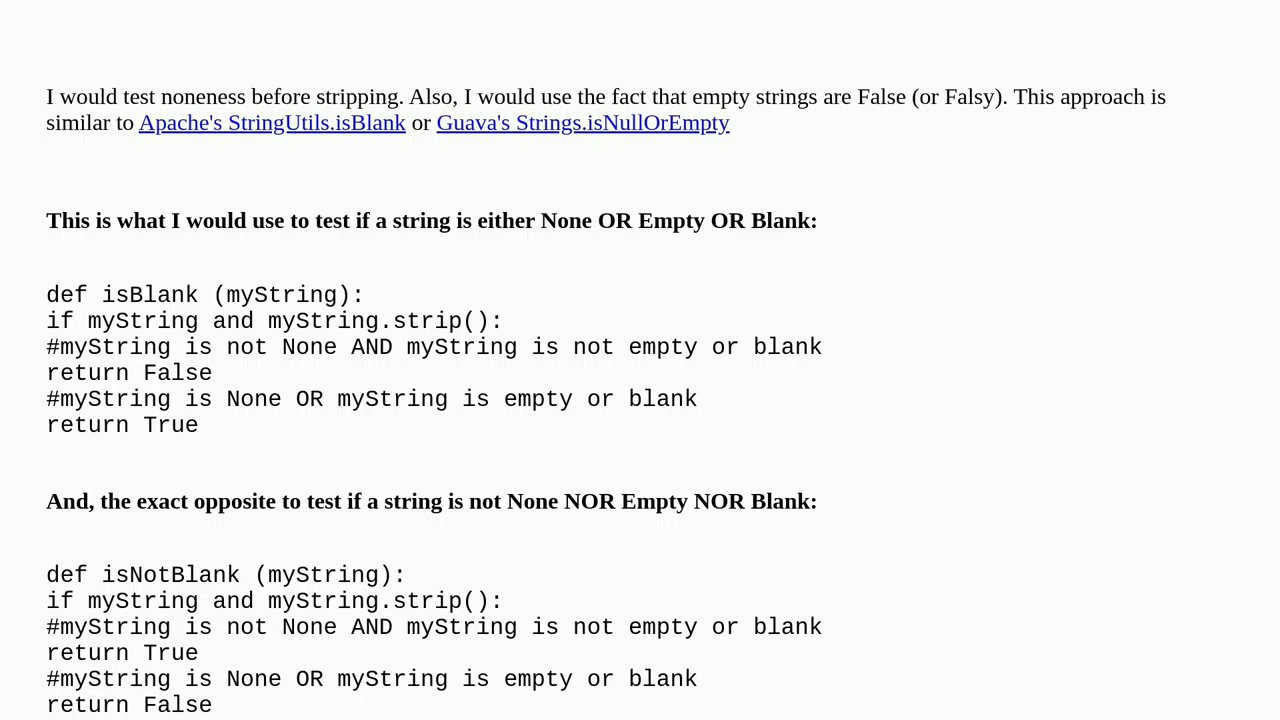 I would test noneness before stripping. Also, I would use the fact that empty strings are False (or Falsy). This approach is
similar to Apache's StringUtils.isBlank or Guava's Strings.isNullOrEmpty
This is what I would use to test if a string is either None OR Empty OR Blank:
def isBlank (myString):
if myString and myString.strip():
#myString is not None AND myString is not empty or blank
return False
#myString is None OR myString is empty or blank
return True
And, the exact opposite to test if a string is not None NOR Empty NOR Blank:
def isNotBlank (myString):
if myString and myString.strip():
#myString is not None AND myString is not empty or blank
return True
#myString is None OR myString is empty or blank
return False